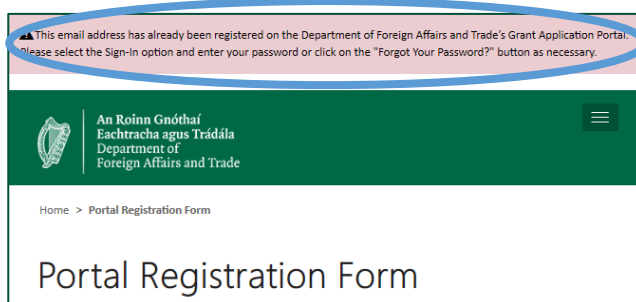 This email address has already been registered on the Department of Foreign Affairs and Trade's Grant Application Portal.
Please select the Sign-In option and enter your password or click on the "Forgot Your Password?" button as necessary.
An Roinn Gnóthaí
Eachtracha agus Trádála
Department of
Foreign Affairs and Trade
Home > Portal Registration Form
Portal Registration Form